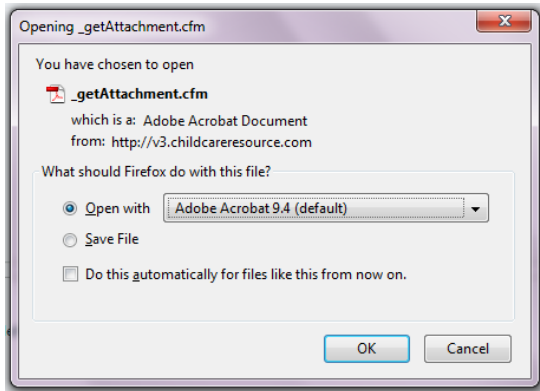 Opening _getAttachment.cfm
You have chosen to open
_getAttachment.cfm
which is a: Adobe Acrobat Document
from: http://v3.childcareresource.com
What should Firefox do with this file?
Open with Adobe Acrobat 9.4 (default)
Save File
Do this automatically for files like this from now on.
OK Cancel